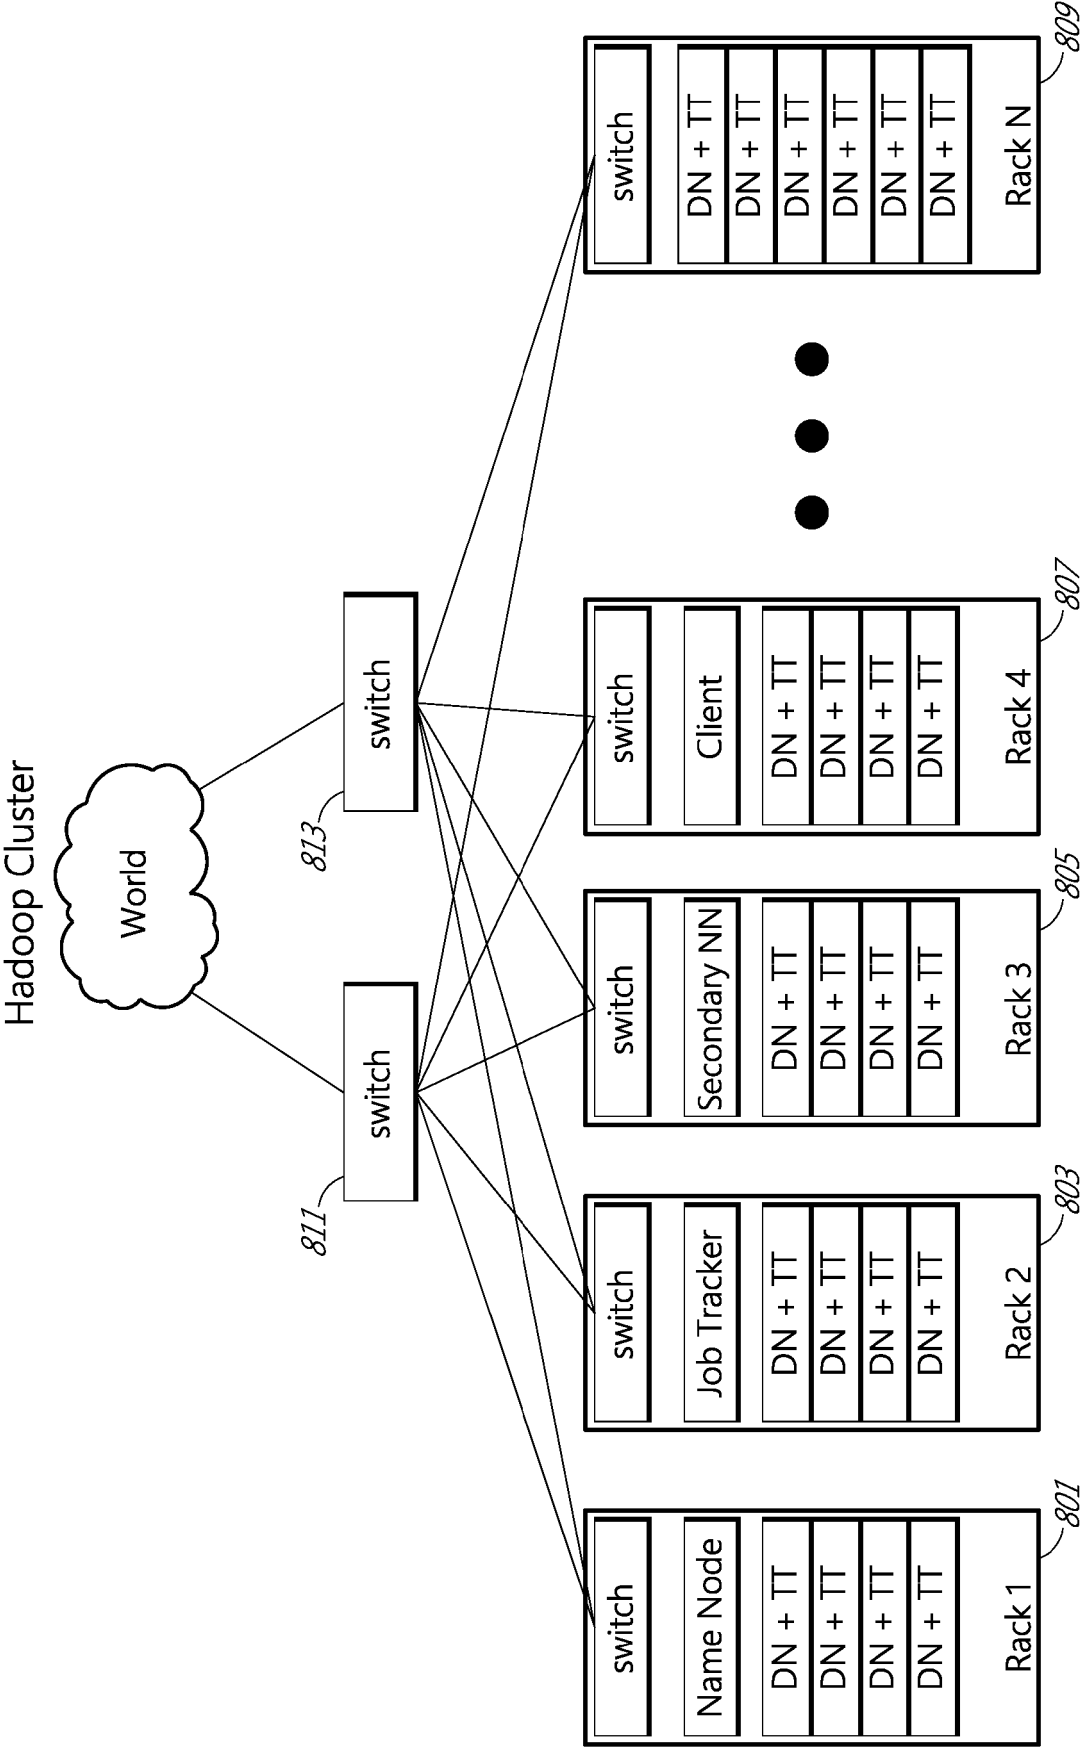 Hadoop Cluster
World
811
switch
813
switch
switch
Name Node
DN + TT
DN + TT
DN + TT
DN + TT
Rack 1
801
switch
Job Tracker
DN + TT
DN + TT
DN + TT
DN + TT
Rack 2
803
switch
Secondary NN
DN + TT
DN + TT
DN + TT
DN + TT
Rack 3
805
switch
Client
DN + TT
DN + TT
DN + TT
DN + TT
Rack 4
807
switch
DN + TT
DN + TT
DN + TT
DN + TT
DN + TT
DN + TT
Rack N
809